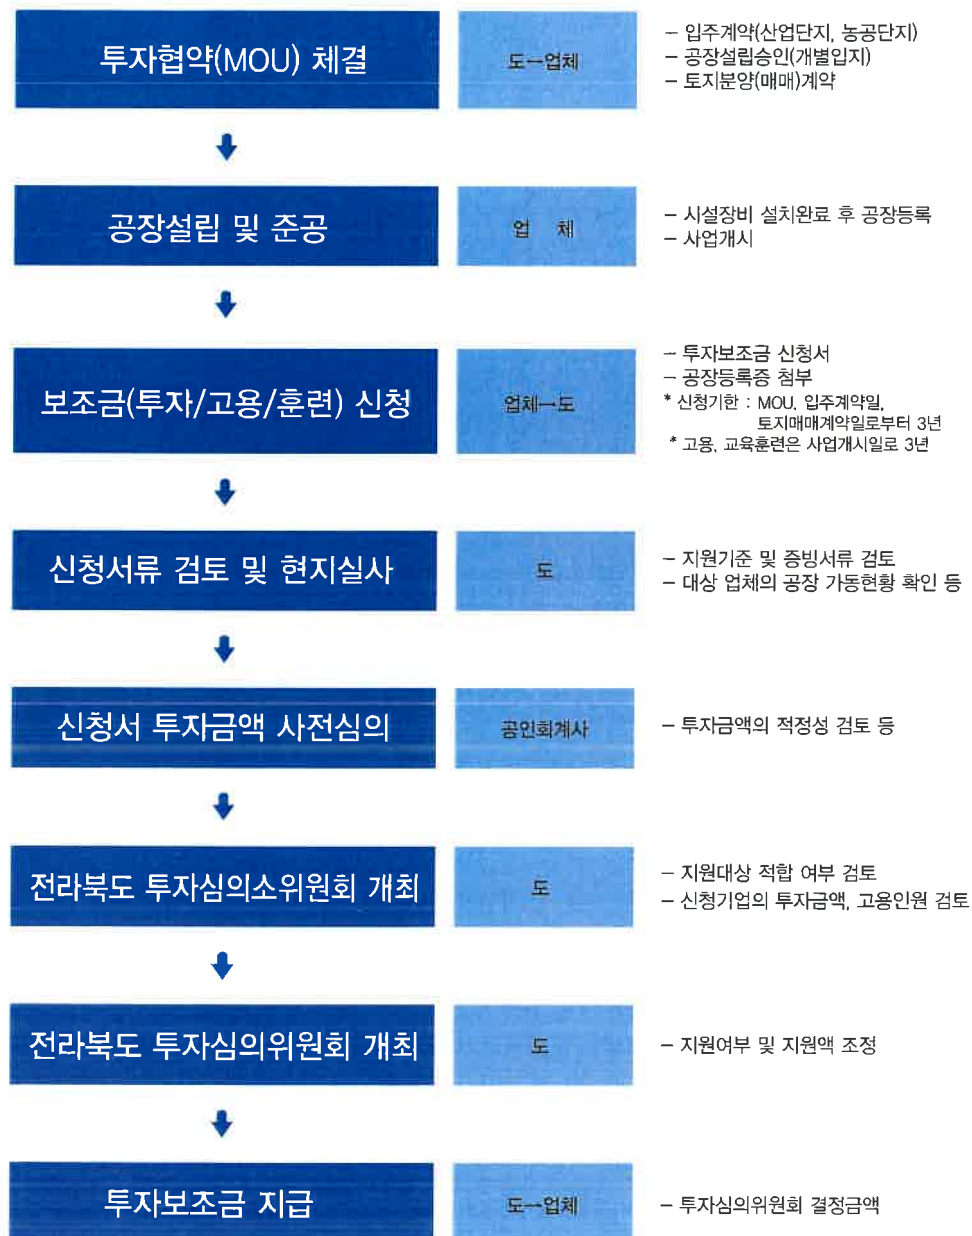 투자협약(MOU) 체결
도→업체
- 입주계약(산업단지, 농공단지)
- 공장설립승인(개별입지)
- 토지분양(매매)계약
공장설립 및 준공
업 체
- 시설장비 설치완료 후 공장등록
- 사업개시
보조금(투자/고용/훈련) 신청
업체→도
- 투자보조금 신청서
- 공장등록증 첨부
* 신청기한 : MOU, 입주계약일,
토지매매계약일로부터 3년
* 고용, 교육훈련은 사업개시일로 3년
신청서류 검토 및 현지실사
도
- 지원기준 및 증빙서류 검토
- 대상 업체의 공장 가동현황 확인 등
신청서 투자금액 사전심의
공인회계사
- 투자금액의 적정성 검토 등
전라북도 투자심의소위원회 개최
도
- 지원대상 적합 여부 검토
- 신청기업의 투자금액, 고용인원 검토
전라북도 투자심의위원회 개최
도
- 지원여부 및 지원액 조정
투자보조금 지급
도→업체
- 투자심의위원회 결정금액